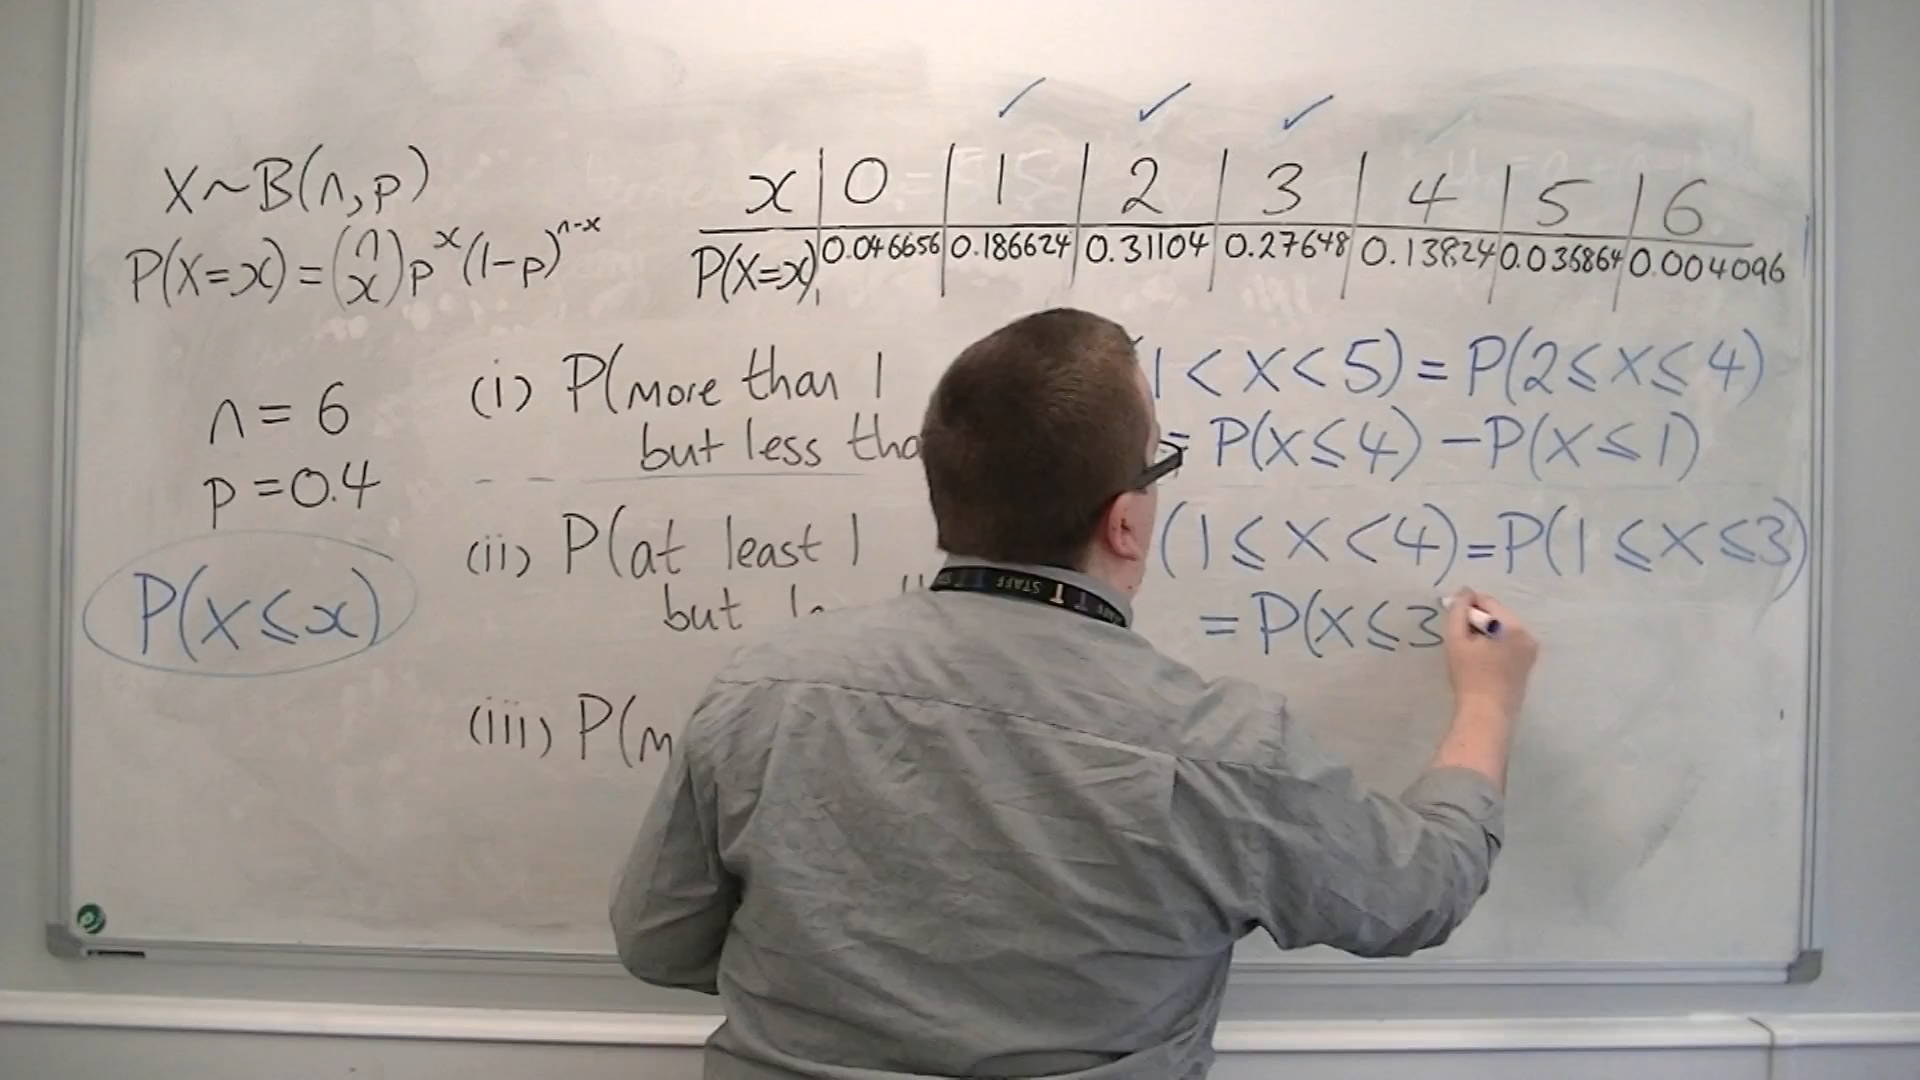 X~B(n,p)
P(X=x)=(n x)p^x(1-p)^n-x
x | 0 | 1 | 2 | 3 | 4 | 5 | 6
P(X=x) | 0.046656 | 0.186624 | 0.31104 | 0.27648 | 0.13824 | 0.036864 | 0.004096
n = 6
p = 0.4
P(X≤x)
(i) P(more than 1
but less
1 < X < 5) = P(2 ≤ X ≤ 4)
= P(X≤4) - P(X≤1)
(ii) P(at least 1
but
(1 ≤ X < 4) = P(1 ≤ X ≤ 3)
= P(X≤3
(iii) P(
STAFF